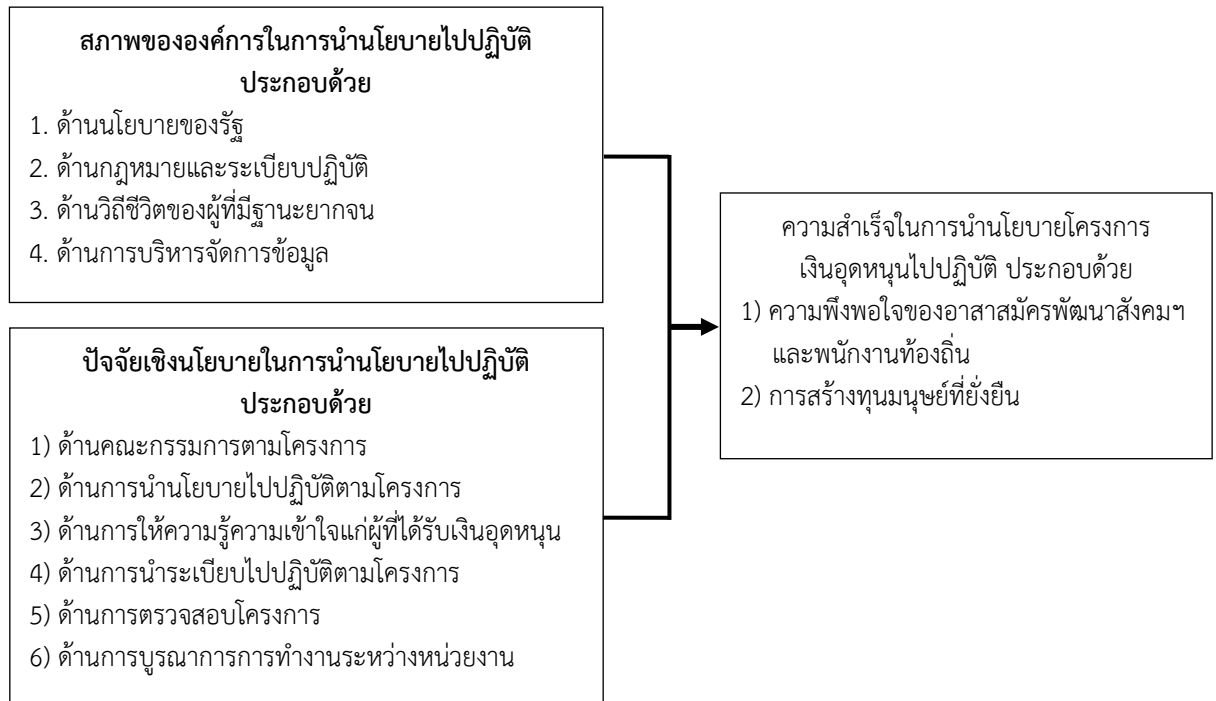 สภาพขององค์การในการนำนโยบายไปปฏิบัติ
ประกอบด้วย
1. ด้านนโยบายของรัฐ
2. ด้านกฎหมายและระเบียบปฏิบัติ
3. ด้านวิถีชีวิตของผู้ที่มีฐานะยากจน
4. ด้านการบริหารจัดการข้อมูล
ปัจจัยเชิงนโยบายในการนำนโยบายไปปฏิบัติ
ประกอบด้วย
1) ด้านคณะกรรมการตามโครงการ
2) ด้านการนำนโยบายไปปฏิบัติตามโครงการ
3) ด้านการให้ความรู้ความเข้าใจแก่ผู้ที่ได้รับเงินอุดหนุน
4) ด้านการนำระเบียบไปปฏิบัติตามโครงการ
5) ด้านการตรวจสอบโครงการ
6) ด้านการบูรณาการการทำงานระหว่างหน่วยงาน
ความสำเร็จในการนำนโยบายโครงการ
เงินอุดหนุนไปปฏิบัติ ประกอบด้วย
1) ความพึงพอใจของอาสาสมัครพัฒนาสังคมฯ
และพนักงานท้องถิ่น
2) การสร้างทุนมนุษย์ที่ยั่งยืน